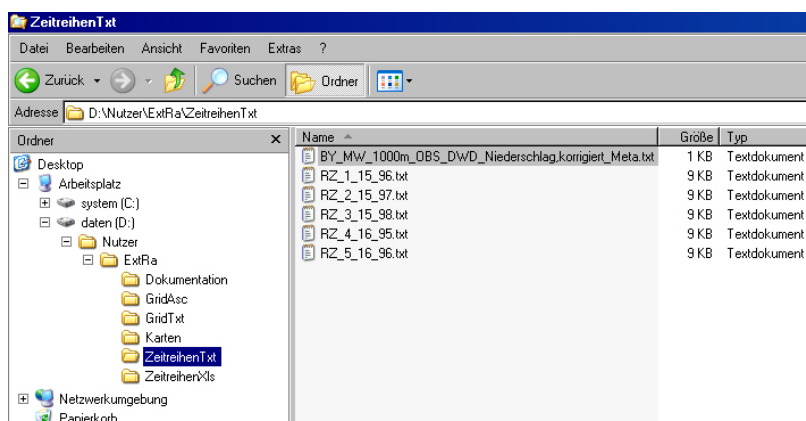 ZeitreihenTxt
Datei Bearbeiten Ansicht Favoriten Extras ?
Zurück Suchen Ordner
Adresse D:\Nutzer\ExtRa\ZeitreihenTxt
Ordner x Name Größe Typ
BY_MW_1000m_OBS_DWD_Niederschlag,korrigiert_Meta.txt 1 KB Textdokument
Desktop
RZ_1_15_96.txt 9 KB Textdokument
Arbeitsplatz
RZ_2_15_97.txt 9 KB Textdokument
system (C:)
RZ_3_15_98.txt 9 KB Textdokument
daten (D:)
RZ_4_16_95.txt 9 KB Textdokument
Nutzer
RZ_5_16_96.txt 9 KB Textdokument
ExtRa
Dokumentation
GridAsc
GridTxt
Karten
ZeitreihenTxt
ZeitreihenXls
Netzwerkumgebung
Papierkorb